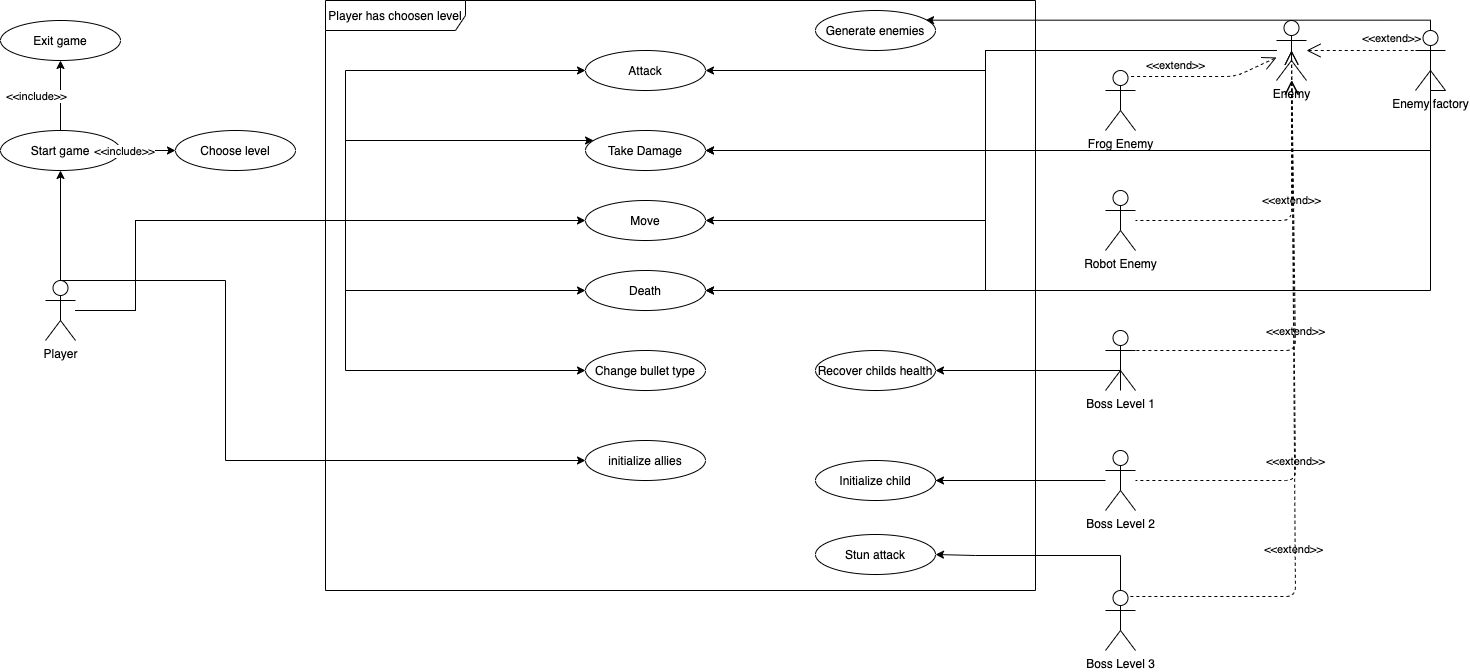 Player has choosen level
Exit game
Generate enemies
<<extend>>
<<extend>>
Attack
Enemy
Enemy factory
<<include>>
Frog Enemy
Start game
<<include>>
Choose level
Take Damage
<<extend>>
Move
Robot Enemy
Death
<<extend>>
Player
Change bullet type
Recover childs health
Boss Level 1
initialize allies
<<extend>>
Initialize child
Boss Level 2
<<extend>>
Stun attack
Boss Level 3